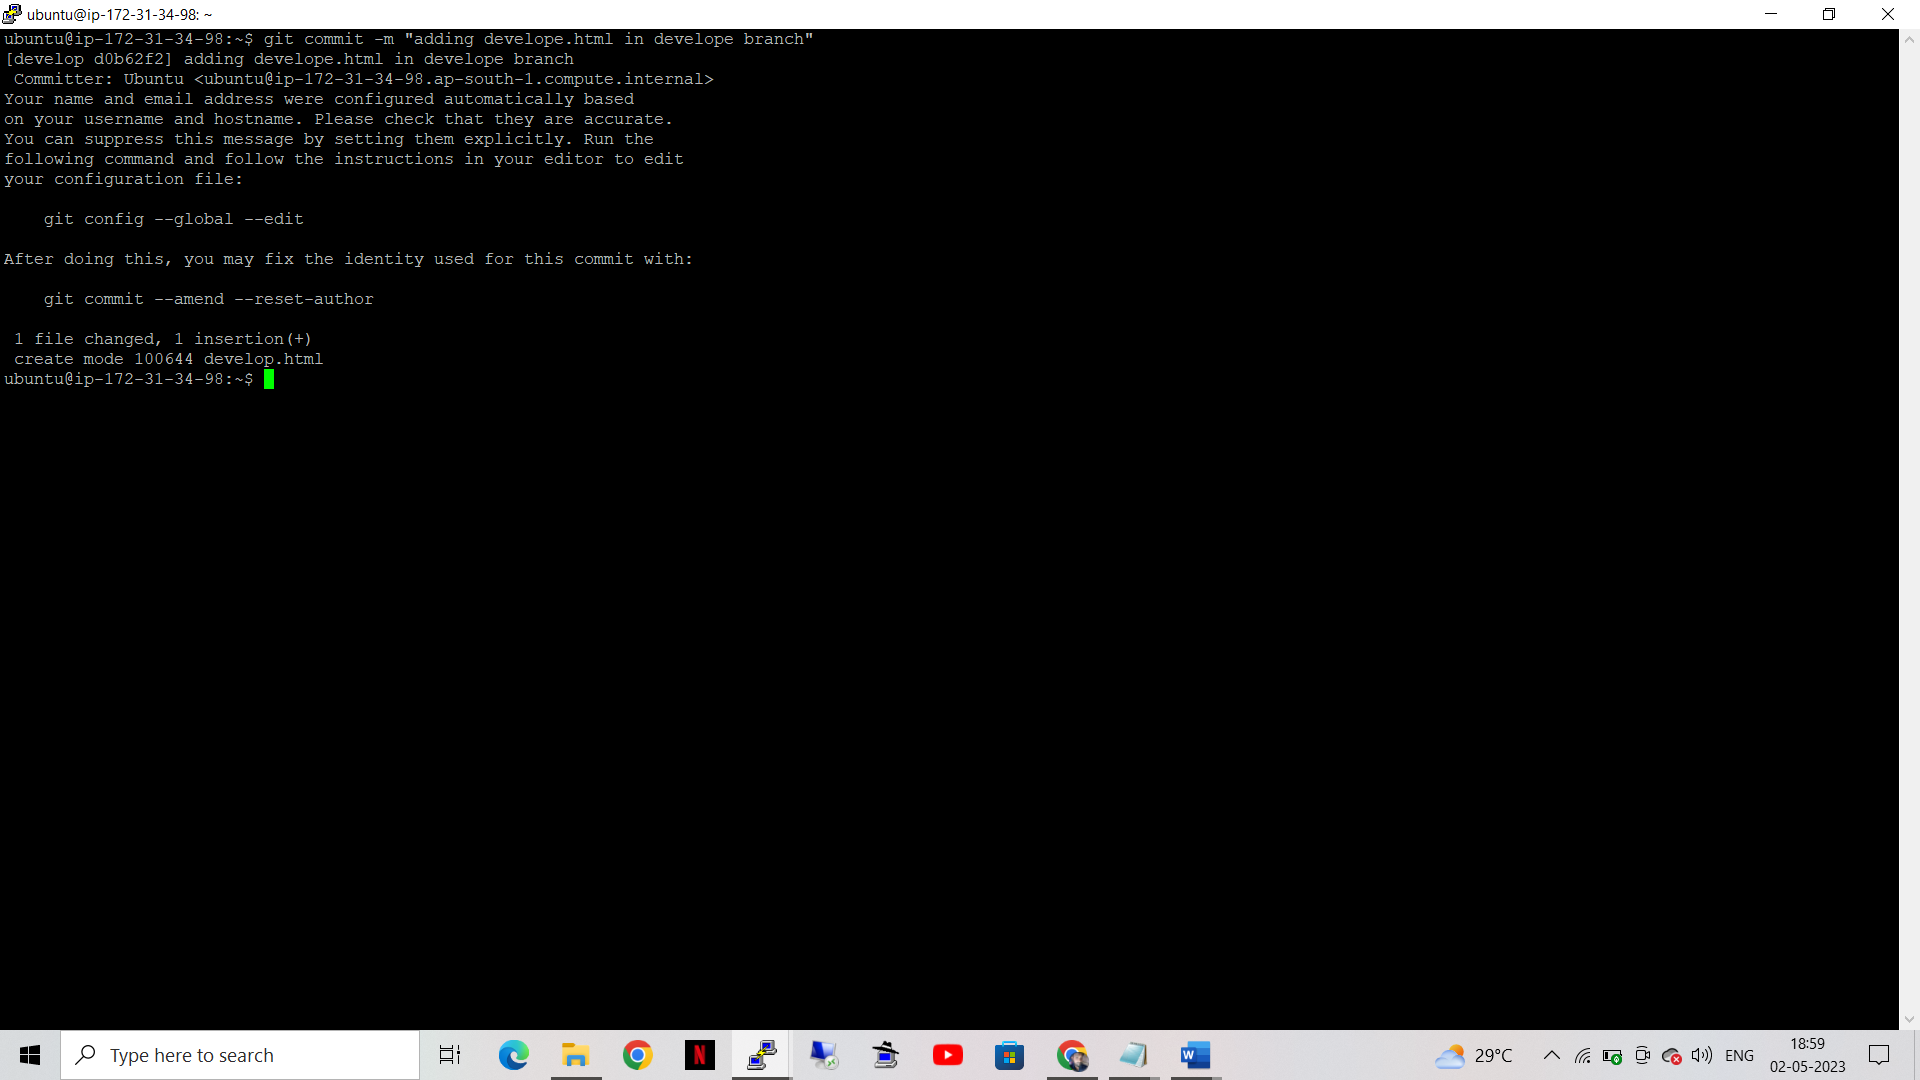 ubuntu@ip-172-31-34-98: ~
ubuntu@ip-172-31-34-98:~$ git commit -m "adding develope.html in develope branch"
[develop d0b62f2] adding develope.html in develope branch
 Committer: Ubuntu <ubuntu@ip-172-31-34-98.ap-south-1.compute.internal>
Your name and email address were configured automatically based
on your username and hostname. Please check that they are accurate.
You can suppress this message by setting them explicitly. Run the
following command and follow the instructions in your editor to edit
your configuration file:
    git config --global --edit
After doing this, you may fix the identity used for this commit with:
    git commit --amend --reset-author
 1 file changed, 1 insertion(+)
 create mode 100644 develop.html
ubuntu@ip-172-31-34-98:~$
Type here to search
N
W
29°C
ENG
18:59
02-05-2023